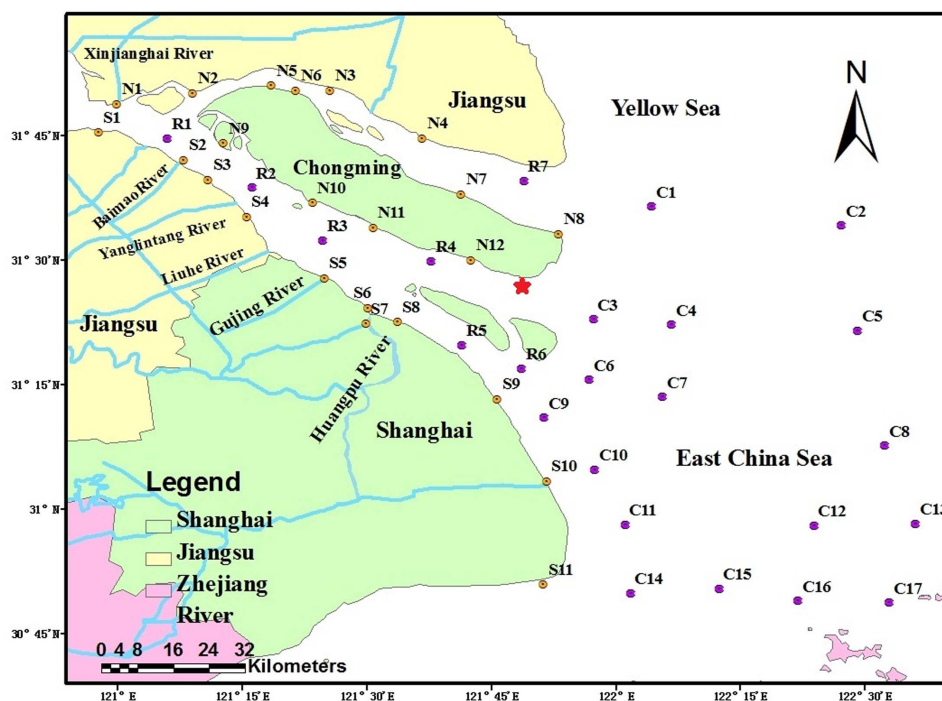 Xinjianghai River
N1
N2
N5
N6
N3
Jiangsu
Yellow Sea
N
S1
R1
N4
31° 45'N
S2
N9
S3
R2
Chongming
N7
R7
C1
C2
BaimaoRiver
S4
N10
N11
N8
Yanglintang River
R3
R4
N12
31° 30'N
Liuhe River
S5
Gujing River
S6
S7
S8
C3
C4
C5
Jiangsu
R5
R6
C6
C7
31° 15'N
Huangpu River
S9
C9
Shanghai
C8
East China Sea
S10
C10
Legend
31° N
Shanghai
C11
C12
C13
Jiangsu
Zhejiang
S11
C14
C15
C16
C17
River
30° 45'N
0 4 8 16 24 32
Kilometers
121° E
121° 15'E
121° 30'E
121° 45'E
122° E
122° 15'E
122° 30'E